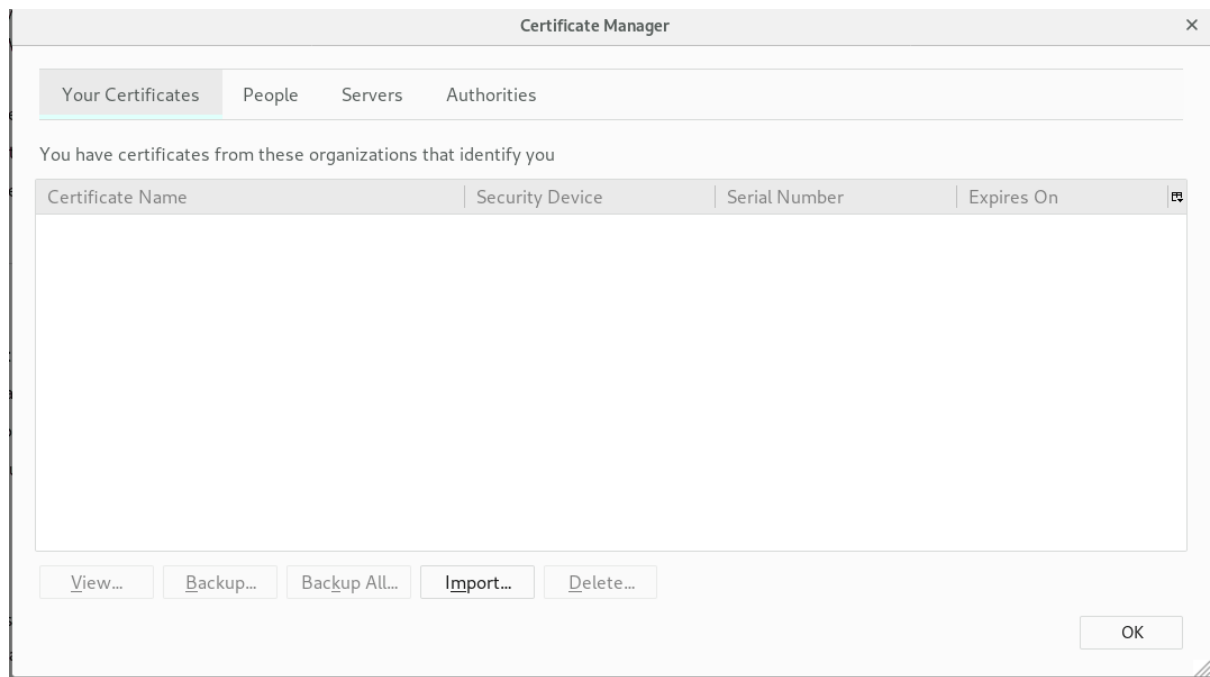 Certificate Manager
Your Certificates People Servers Authorities
You have certificates from these organizations that identify you
Certificate Name Security Device Serial Number Expires On
View... Backup... Backup All... Import... Delete...
OK